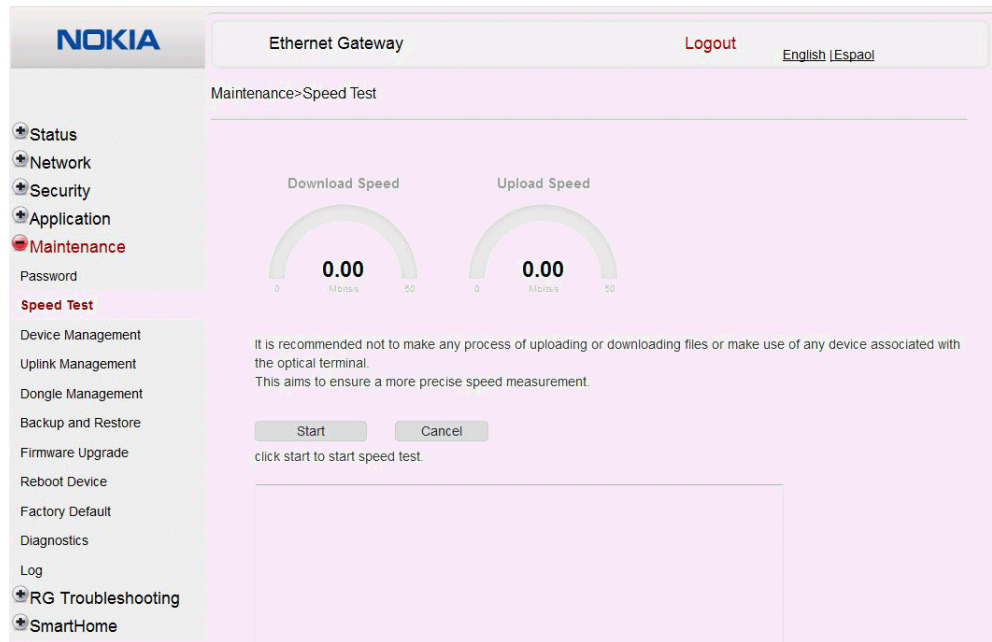 NOKIA
Ethernet Gateway
Logout
English | Espaol
Maintenance>Speed Test
Status
Network
Security
Application
Maintenance
Password
Speed Test
Device Management
Uplink Management
Dongle Management
Backup and Restore
Firmware Upgrade
Reboot Device
Factory Default
Diagnostics
Log
RG Troubleshooting
SmartHome
Download Speed
Upload Speed
0.00
0.00
0
50
0
50
It is recommended not to make any process of uploading or downloading files or make use of any device associated with
the optical terminal.
This aims to ensure a more precise speed measurement.
Start
Cancel
click start to start speed test.